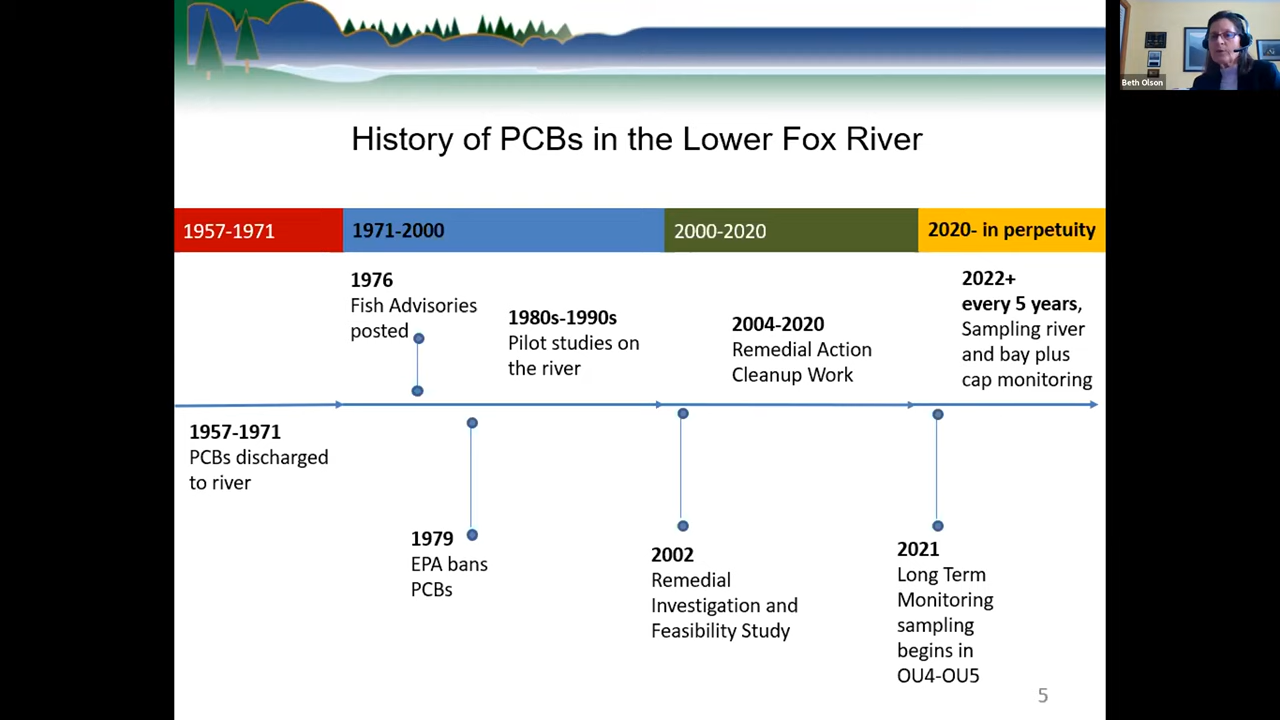 Beth Olson
History of PCBs in the Lower Fox River
1957-1971
1971-2000
2000-2020
2020- in perpetuity
1976
Fish Advisories
posted
1980s-1990s
Pilot studies on
the river
2004-2020
Remedial Action
Cleanup Work
2022+
every 5 years,
Sampling river
and bay plus
cap monitoring
1957-1971
PCBs discharged
to river
1979
EPA bans
PCBs
2002
Remedial
Investigation and
Feasibility Study
2021
Long Term
Monitoring
sampling
begins in
OU4-OU5
5